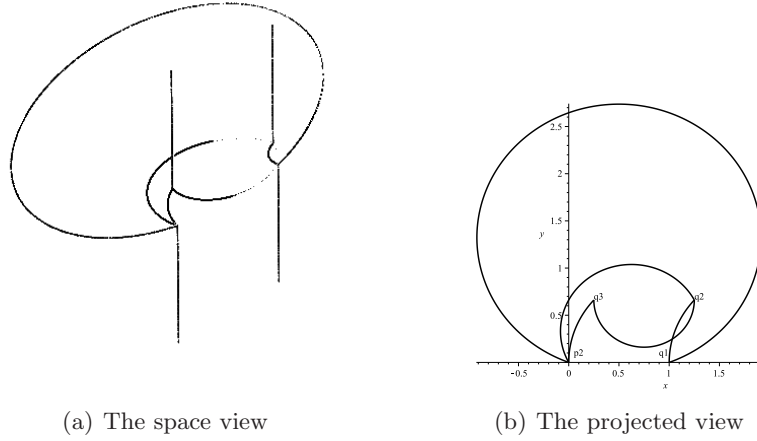 2.5
2
y
1.5
1
q3
q2
0.5
p2
q1
-0.5
0
0.5
1
1.5
x
(a) The space view
(b) The projected view